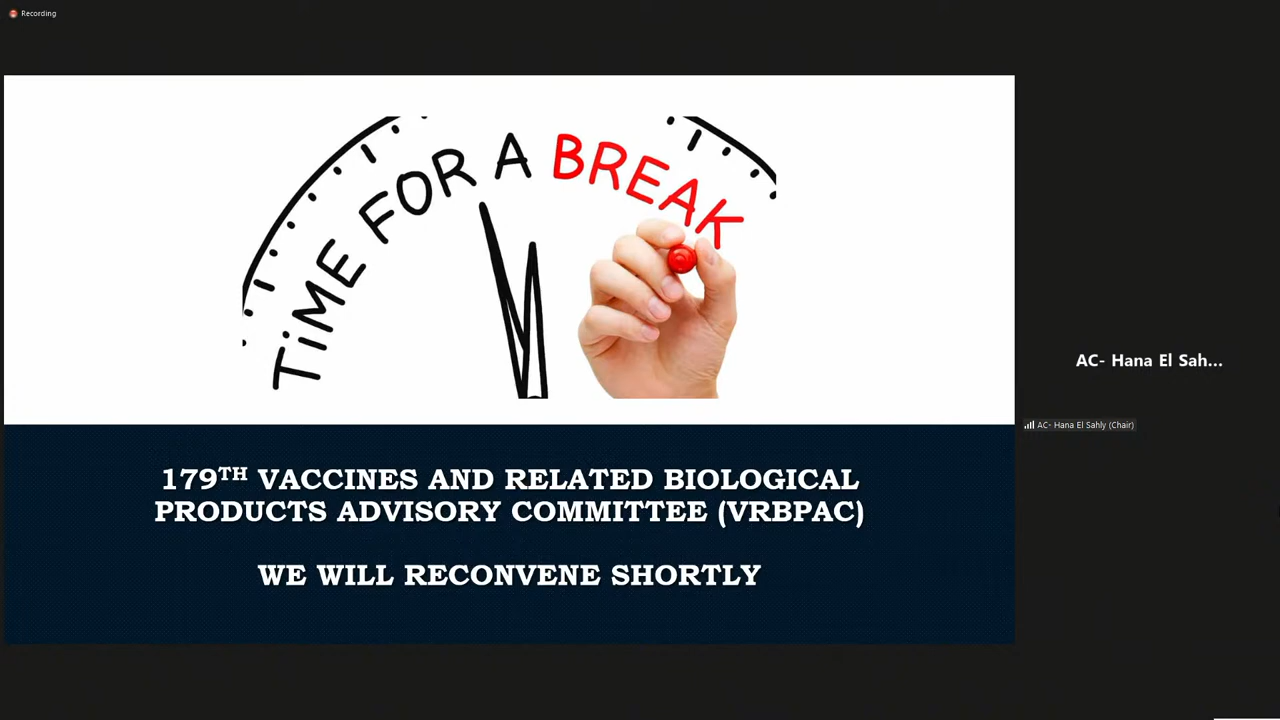 Recording
TiME FOR A BREAK
179TH VACCINES AND RELATED BIOLOGICAL
PRODUCTS ADVISORY COMMITTEE (VRBPAC)
WE WILL RECONVENE SHORTLY
AC- Hana El Sah...
AC- Hana El Sahly (Chair)